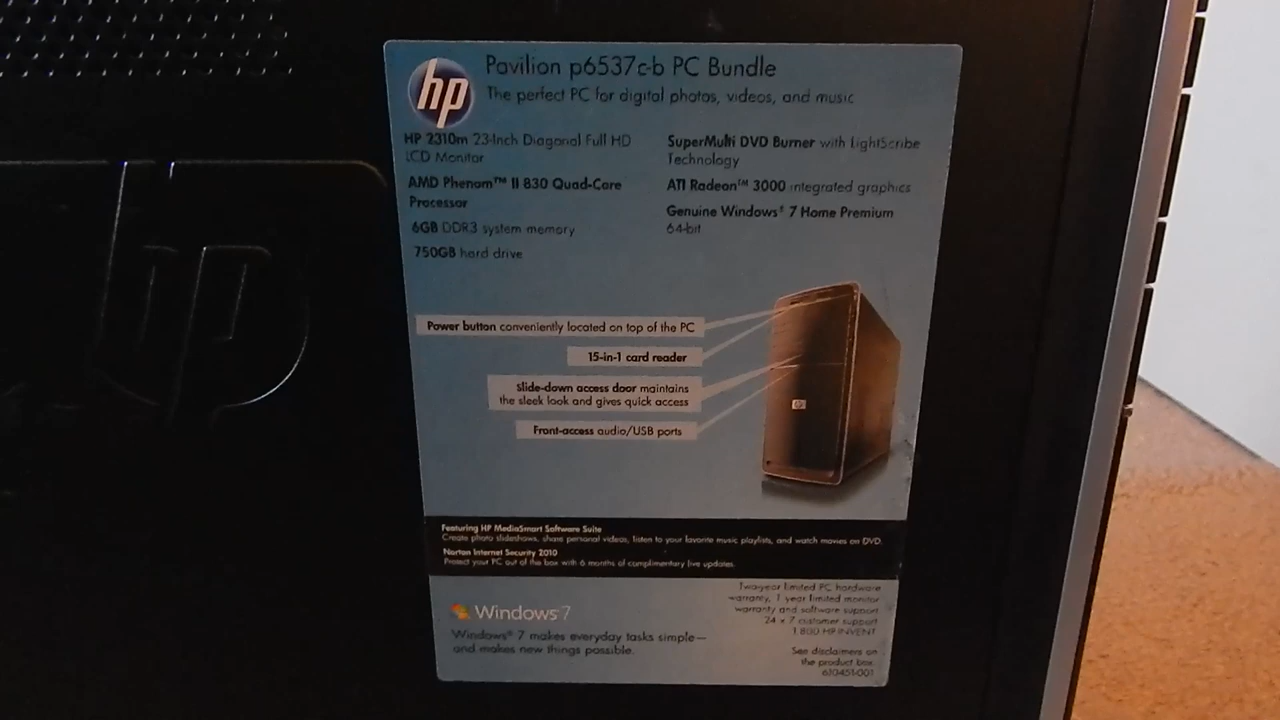 hp
hp
Pavilion p6537c-b PC Bundle
The perfect PC for digital photos, videos, and music
HP 2310m 23-Inch Diagonal Full HD
LCD Monitor
AMD Phenom™ II 830 Quad-Core
Processor
6GB DDR3 system memory
750GB hard drive
SuperMulti DVD Burner with LightScribe
Technology
ATI Radeon™ 3000 integrated graphics
Genuine Windows® 7 Home Premium
64-bit
Power button conveniently located on top of the PC
15-in-1 card reader
Slide-down access door maintains
the sleek look and gives quick access
Front-access audio/USB ports
Featuring HP MediaSmart Software Suite
Create photo slideshows, share personal videos, listen to your favorite music playlists, and watch movies on DVD.
Norton Internet Security 2010
Protect your PC out of the box with 6 months of complimentary live updates.
Windows 7
Windows® 7 makes everyday tasks simple—
and makes new things possible.
Two-year limited PC hardware
warranty, 1 year limited monitor
warranty and software support
24 x 7 customer support
1.800.HP.INVENT
See disclaimers on
the product box.
610451-001